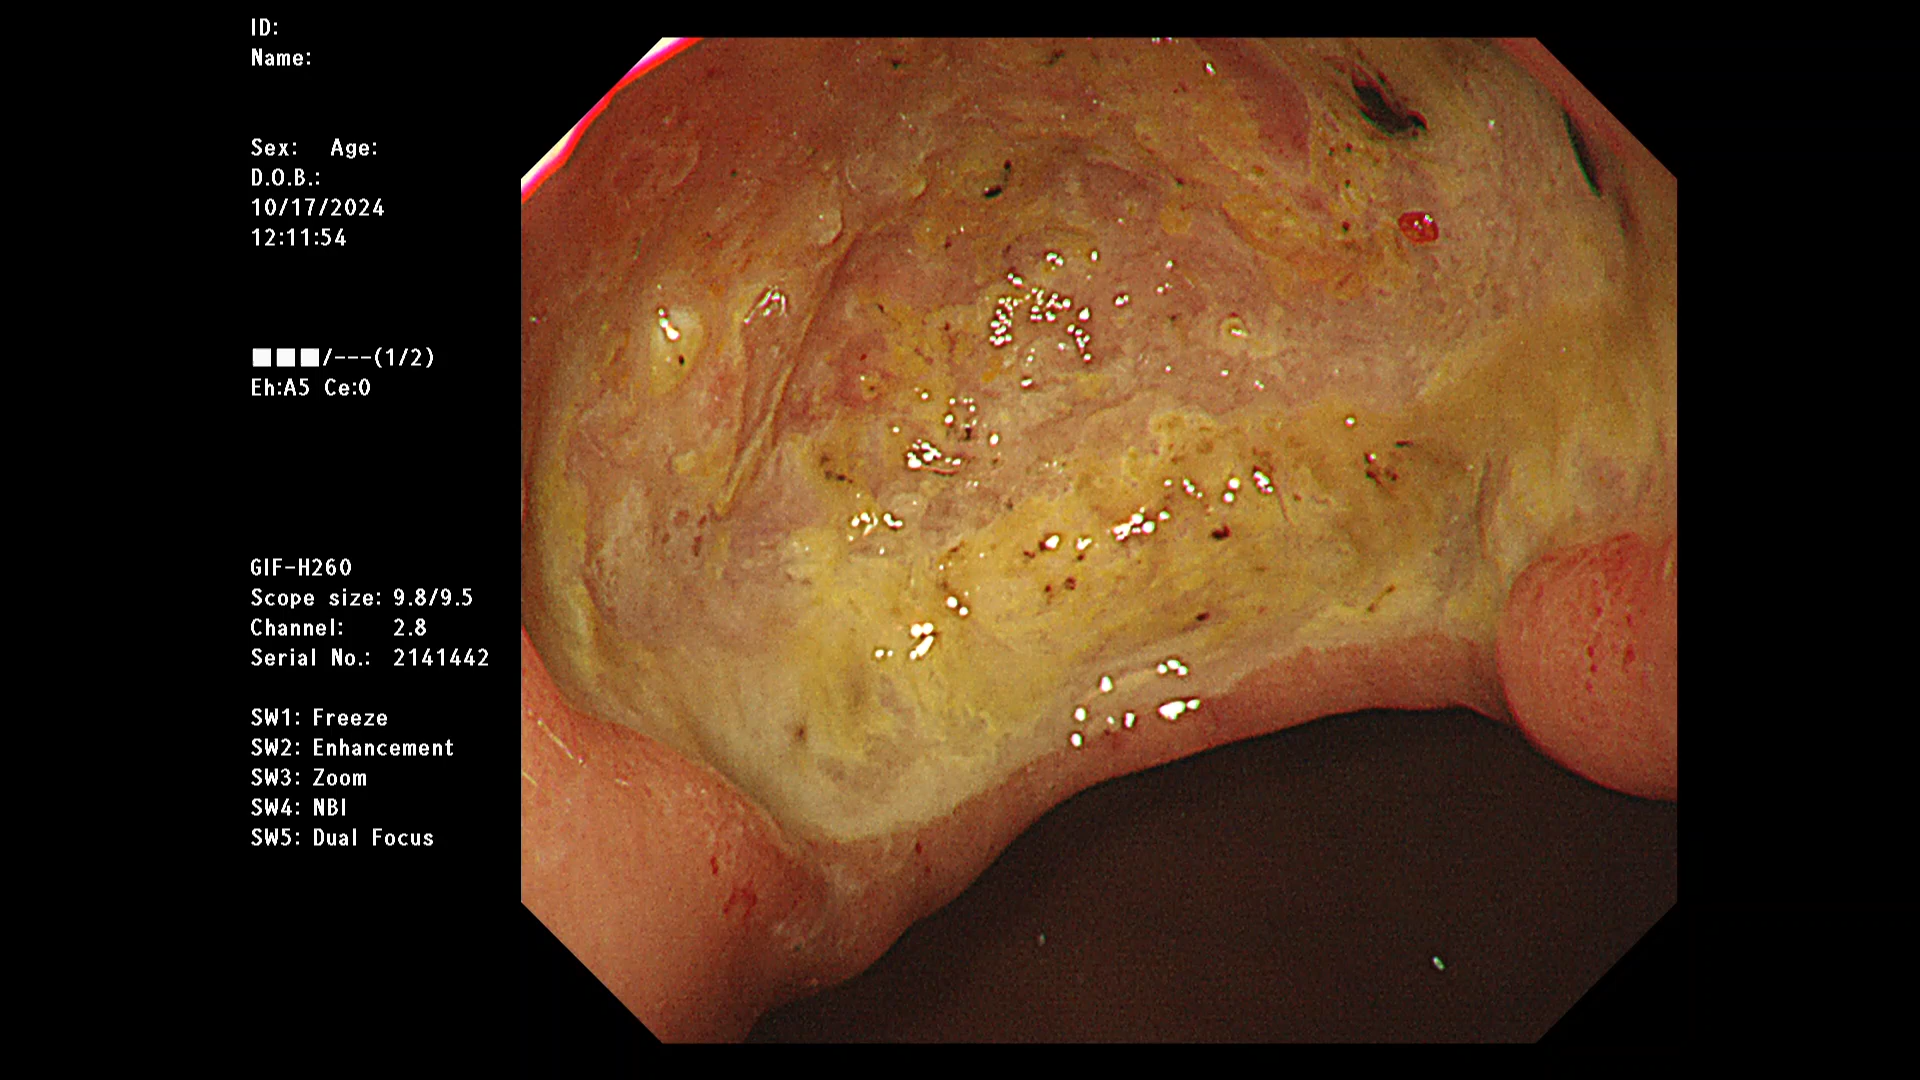 ID:
Name:
Sex: Age:
D.O.B.:
10/17/2024
12:11:54
■■■/---(1/2)
Eh:A5 Ce:0
GIF-H260
Scope size: 9.8/9.5
Channel: 2.8
Serial No.: 2141442
SW1: Freeze
SW2: Enhancement
SW3: Zoom
SW4: NBI
SW5: Dual Focus